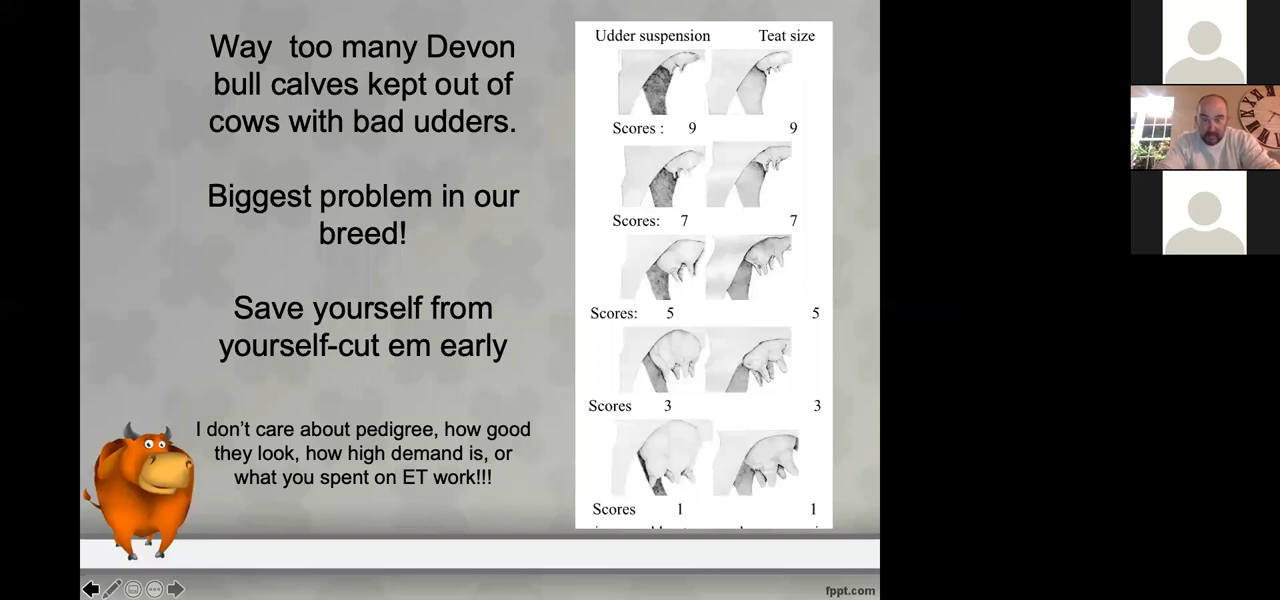 Way too many Devon
bull calves kept out of
cows with bad udders.
Biggest problem in our
breed!
Save yourself from
yourself-cut em early
I don't care about pedigree, how good
they look, how high demand is, or
what you spent on ET work!!!
Udder suspension Teat size
Scores : 9 9
Scores: 7 7
Scores: 5 5
Scores 3 3
Scores 1 1
fppt.com